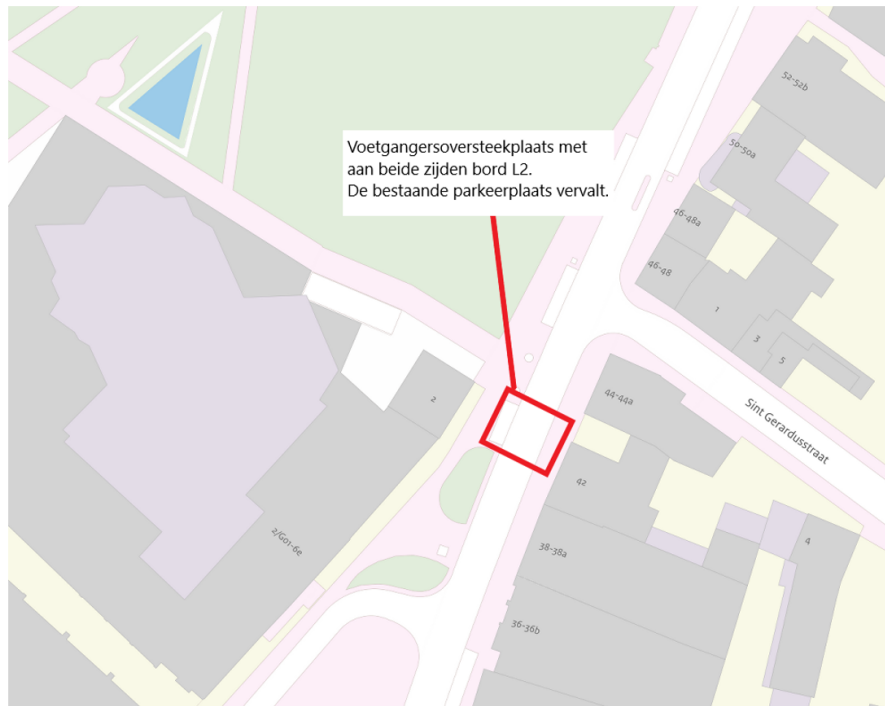 Voetgangersoversteekplaats met
aan beide zijden bord L2.
De bestaande parkeerplaats vervalt.
52-52b
50-50a
46-48a
46-48
1
3
5
2
44-44a
Sint Gerardusstraat
42
2/G01-6e
38-38a
4
36-36b